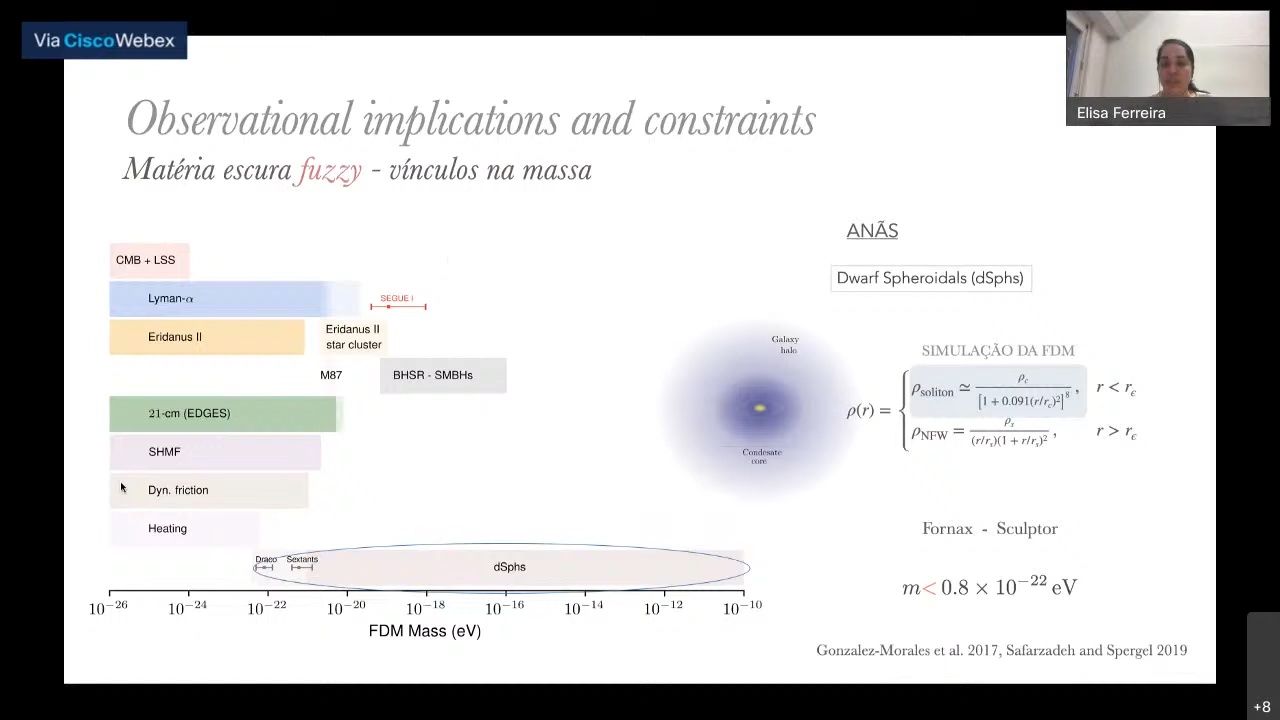 Via CiscoWebex
Elisa Ferreira
Observational implications and constraints
Matéria escura fuzzy - vínculos na massa
CMB + LSS
Lyman-α
SEGUE I
Eridanus II
Eridanus II
star cluster
M87
BHSR - SMBHs
21-cm (EDGES)
SHMF
Dyn. friction
Heating
Draco
Sextants
dSphs
10⁻²⁶ 10⁻²⁴ 10⁻²² 10⁻²⁰ 10⁻¹⁸ 10⁻¹⁶ 10⁻¹⁴ 10⁻¹² 10⁻¹⁰
FDM Mass (eV)
Galaxy
halo
Condesate
core
ANÃS
Dwarf Spheroidals (dSphs)
SIMULAÇÃO DA FDM
ρ(r) = { ρ_soliton ≃ ρ_c / [1 + 0.091(r/r_c)²]⁸ , r < r_ϵ
ρ_NFW = ρ_s / (r/r_s)(1 + r/r_s)² , r > r_ϵ
Fornax - Sculptor
m < 0.8 × 10⁻²² eV
Gonzalez-Morales et al. 2017, Safarzadeh and Spergel 2019
+8